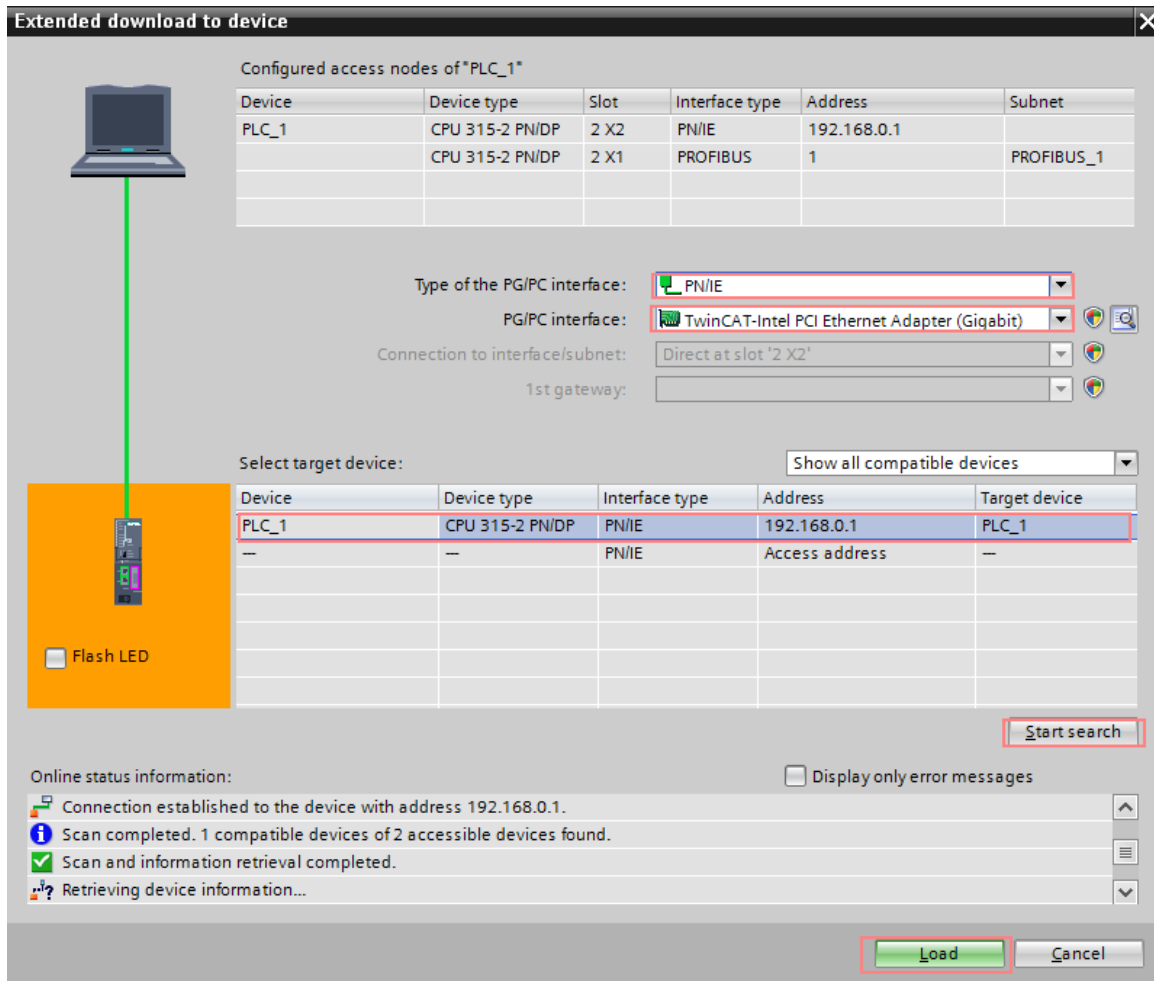 Extended download to device
Configured access nodes of "PLC_1"
Device Device type Slot Interface type Address Subnet
PLC_1 CPU 315-2 PN/DP 2 X2 PN/IE 192.168.0.1
CPU 315-2 PN/DP 2 X1 PROFIBUS 1 PROFIBUS_1
Type of the PG/PC interface: PN/IE
PG/PC interface: TwinCAT-Intel PCI Ethernet Adapter (Gigabit)
Connection to interface/subnet: Direct at slot '2 X2'
1st gateway:
Select target device: Show all compatible devices
Device Device type Interface type Address Target device
PLC_1 CPU 315-2 PN/DP PN/IE 192.168.0.1 PLC_1
— — PN/IE Access address —
Flash LED
Start search
Online status information: Display only error messages
Connection established to the device with address 192.168.0.1.
Scan completed. 1 compatible devices of 2 accessible devices found.
Scan and information retrieval completed.
Retrieving device information...
Load Cancel